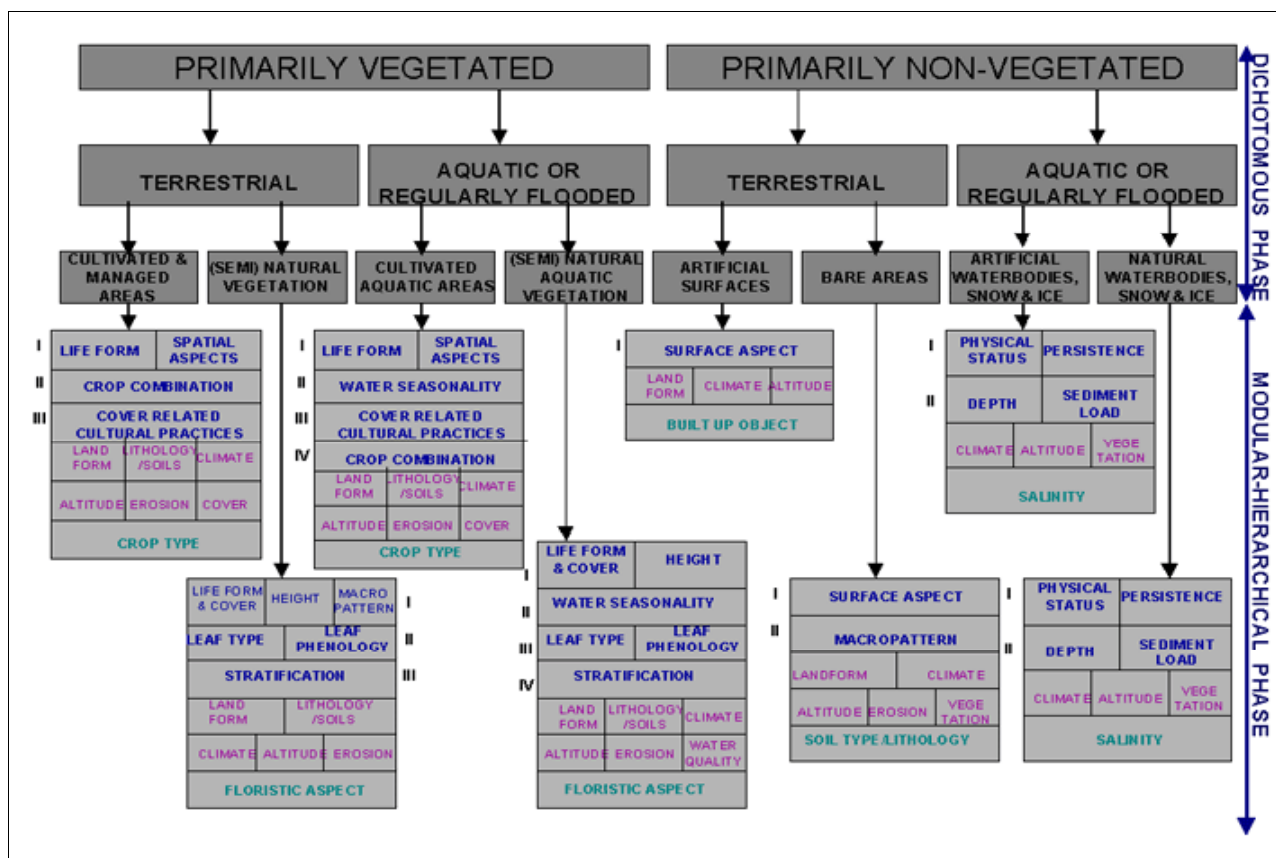 PRIMARILY VEGETATED
PRIMARILY NON-VEGETATED
DICHOTOMOUS PHASE
TERRESTRIAL
AQUATIC OR
REGULARLY FLOODED
TERRESTRIAL
AQUATIC OR
REGULARLY FLOODED
CULTIVATED &
MANAGED
AREAS
(SEMI) NATURAL
VEGETATION
CULTIVATED
AQUATIC AREAS
(SEMI) NATURAL
AQUATIC
VEGETATION
ARTIFICIAL
SURFACES
BARE AREAS
ARTIFICIAL
WATERBODIES,
SNOW & ICE
NATURAL
WATERBODIES,
SNOW & ICE
MODULAR-HIERARCHICAL PHASE
I
LIFE FORM
SPATIAL
ASPECTS
II
CROP COMBINATION
III
COVER RELATED
CULTURAL PRACTICES
LAND
FORM
LITHOLOGY
/SOILS
CLIMATE
ALTITUDE
EROSION
COVER
CROP TYPE
I
LIFE FORM
SPATIAL
ASPECTS
II
WATER SEASONALITY
III
COVER RELATED
CULTURAL PRACTICES
IV
CROP COMBINATION
LAND
FORM
LITHOLOGY
/SOILS
CLIMATE
ALTITUDE
EROSION
COVER
CROP TYPE
I
SURFACE ASPECT
LAND
FORM
CLIMATE
ALTITUDE
BUILT UP OBJECT
I
PHYSICAL
STATUS
PERSISTENCE
II
DEPTH
SEDIMENT
LOAD
CLIMATE
ALTITUDE
VEGE
TATION
SALINITY
LIFE FORM
& COVER
HEIGHT
MACRO
PATTERN
I
LEAF TYPE
LEAF
PHENOLOGY
II
STRATIFICATION
III
LAND
FORM
LITHOLOGY
/SOILS
CLIMATE
ALTITUDE
EROSION
FLORISTIC ASPECT
I
LIFE FORM
& COVER
HEIGHT
II
WATER SEASONALITY
III
LEAF TYPE
LEAF
PHENOLOGY
IV
STRATIFICATION
LAND
FORM
LITHOLOGY
/SOILS
CLIMATE
ALTITUDE
EROSION
WATER
QUALITY
FLORISTIC ASPECT
I
SURFACE ASPECT
II
MACROPATTERN
LANDFORM
CLIMATE
ALTITUDE
EROSION
VEGE
TATION
SOIL TYPE/LITHOLOGY
I
PHYSICAL
STATUS
PERSISTENCE
II
DEPTH
SEDIMENT
LOAD
CLIMATE
ALTITUDE
VEGE
TATION
SALINITY